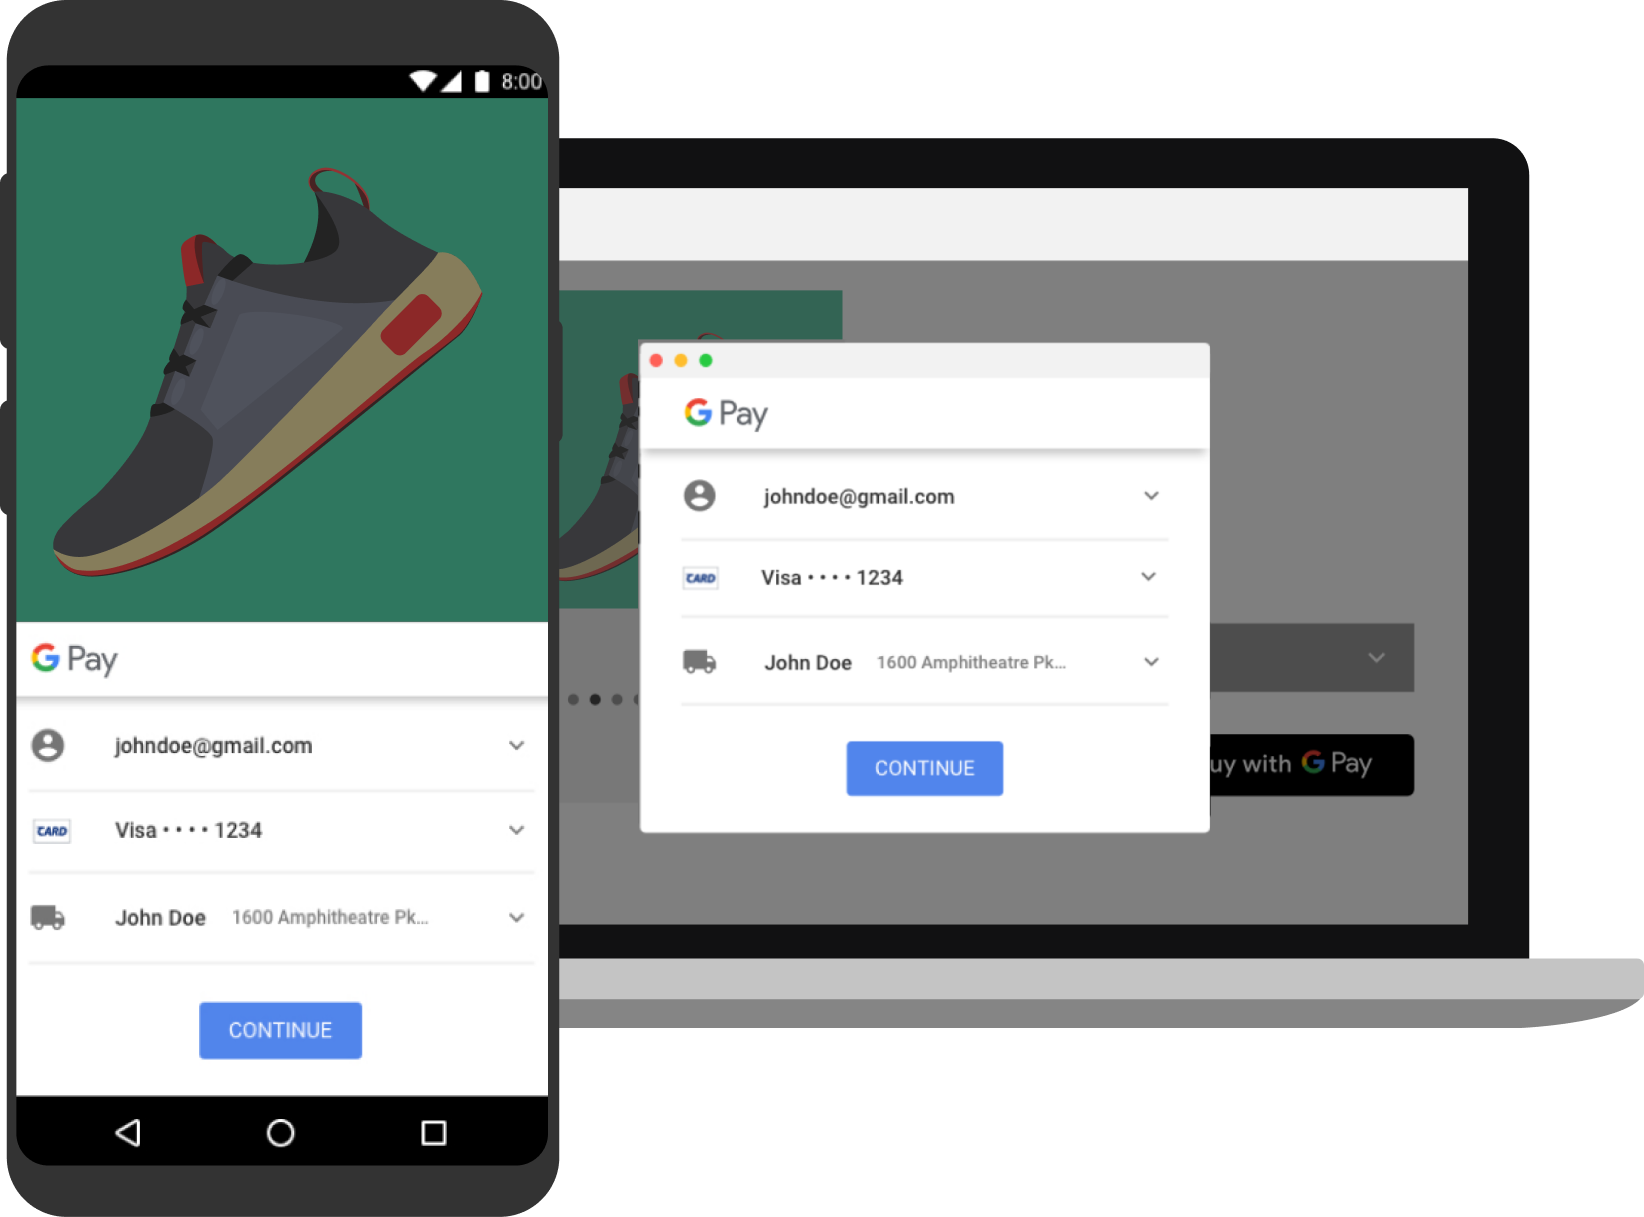 8:00
G Pay
johndoe@gmail.com
CARD Visa •••• 1234
John Doe 1600 Amphitheatre Pk...
CONTINUE
G Pay
johndoe@gmail.com
CARD Visa •••• 1234
John Doe 1600 Amphitheatre Pk...
CONTINUE
uy with G Pay